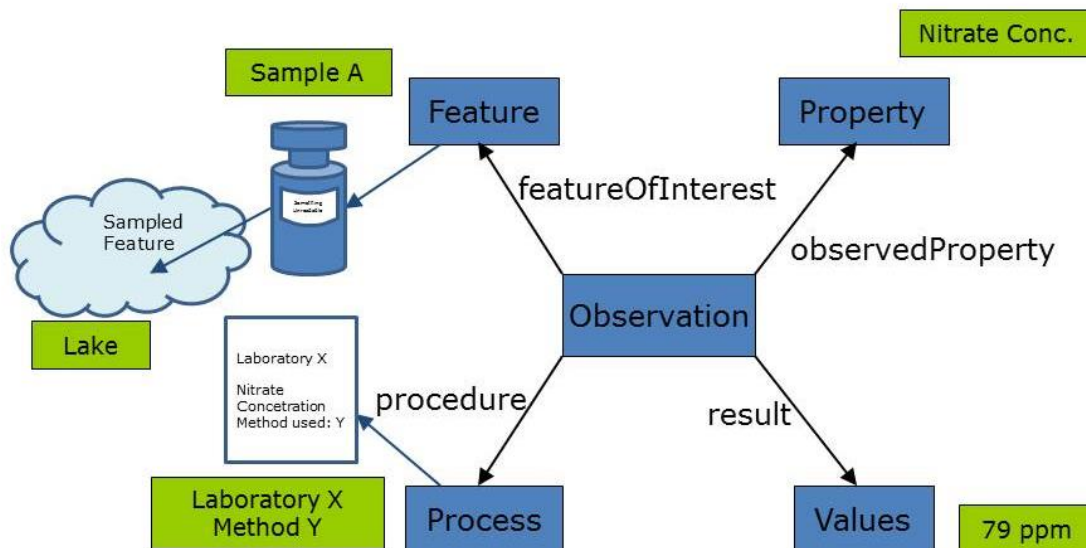 Nitrate Conc.
Sample A
Feature
Property
featureOfInterest
Sampled
Feature
observedProperty
Observation
Lake
Laboratory X
Nitrate
Concetration
Method used: Y
procedure
result
Laboratory X
Method Y
Process
Values
79 ppm